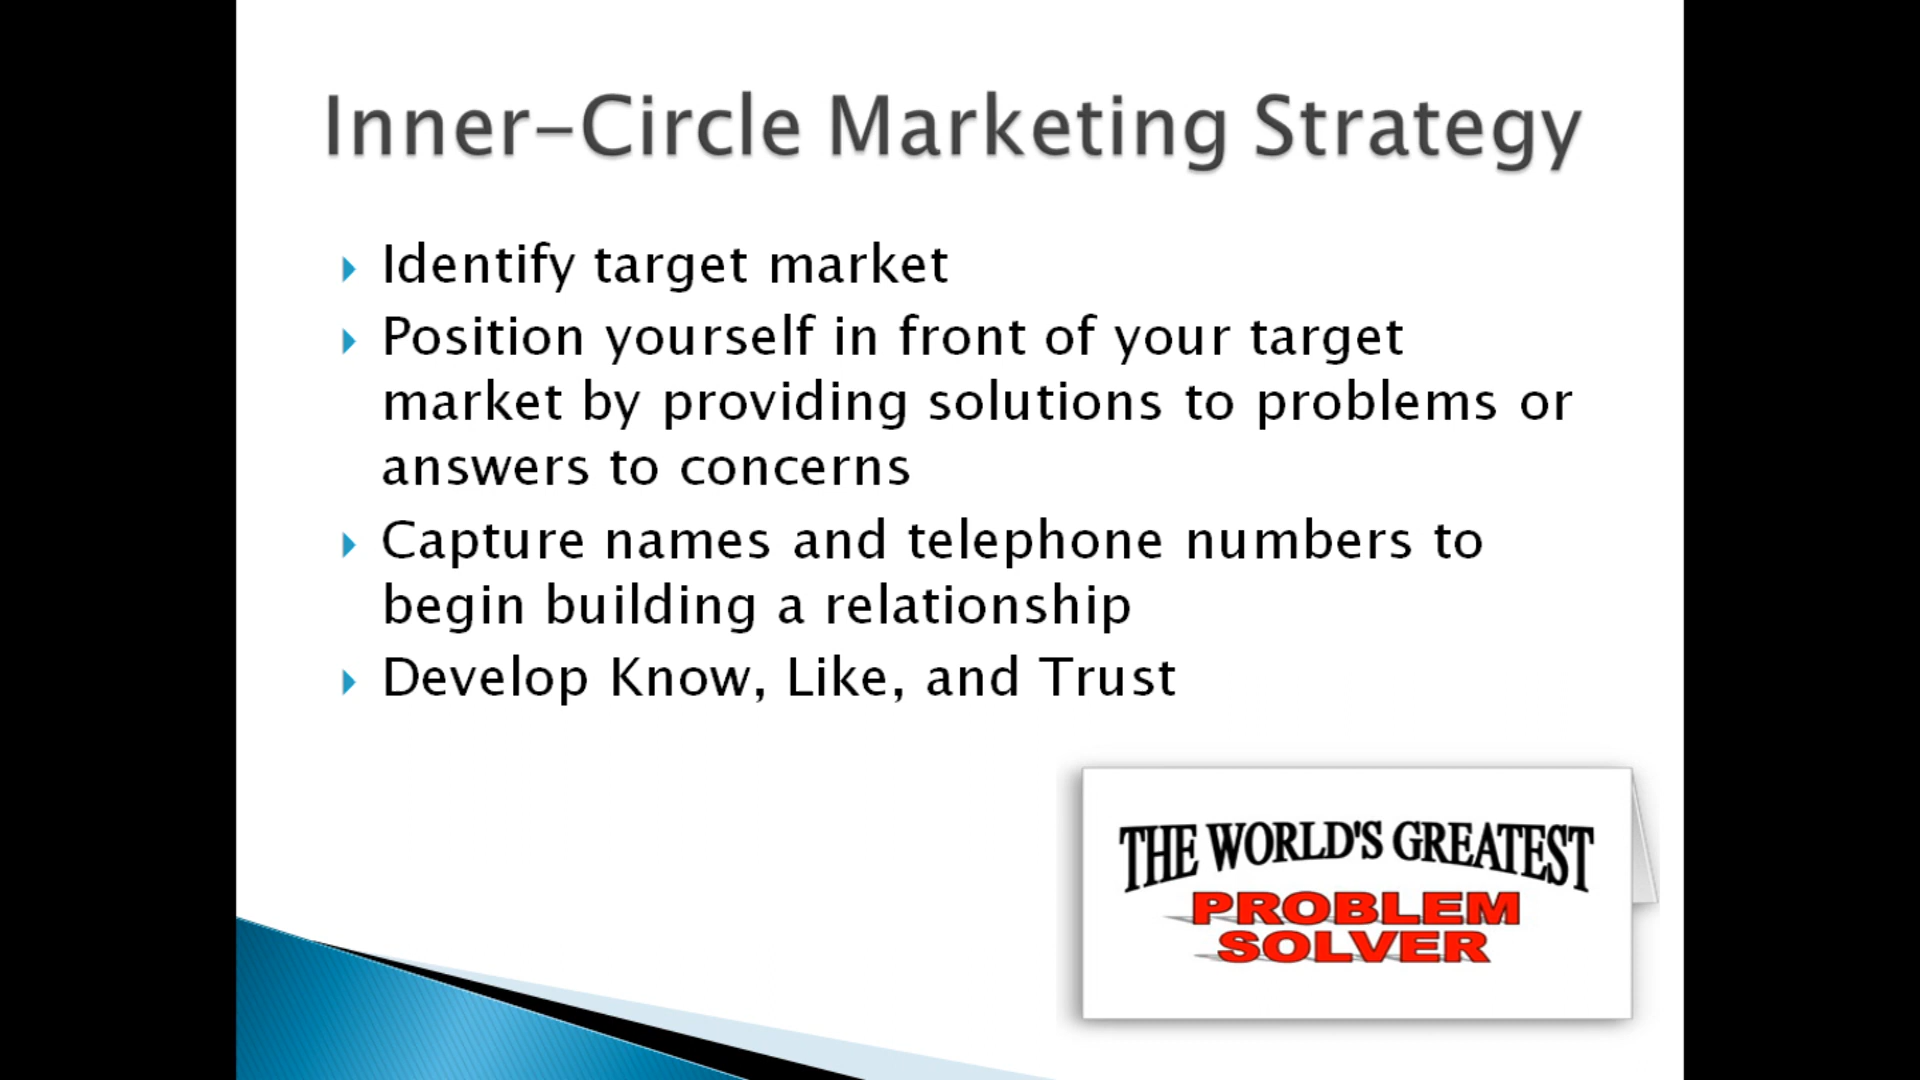 Inner-Circle Marketing Strategy
Identify target market
Position yourself in front of your target
market by providing solutions to problems or
answers to concerns
Capture names and telephone numbers to
begin building a relationship
Develop Know, Like, and Trust
THE WORLD'S GREATEST
PROBLEM
SOLVER